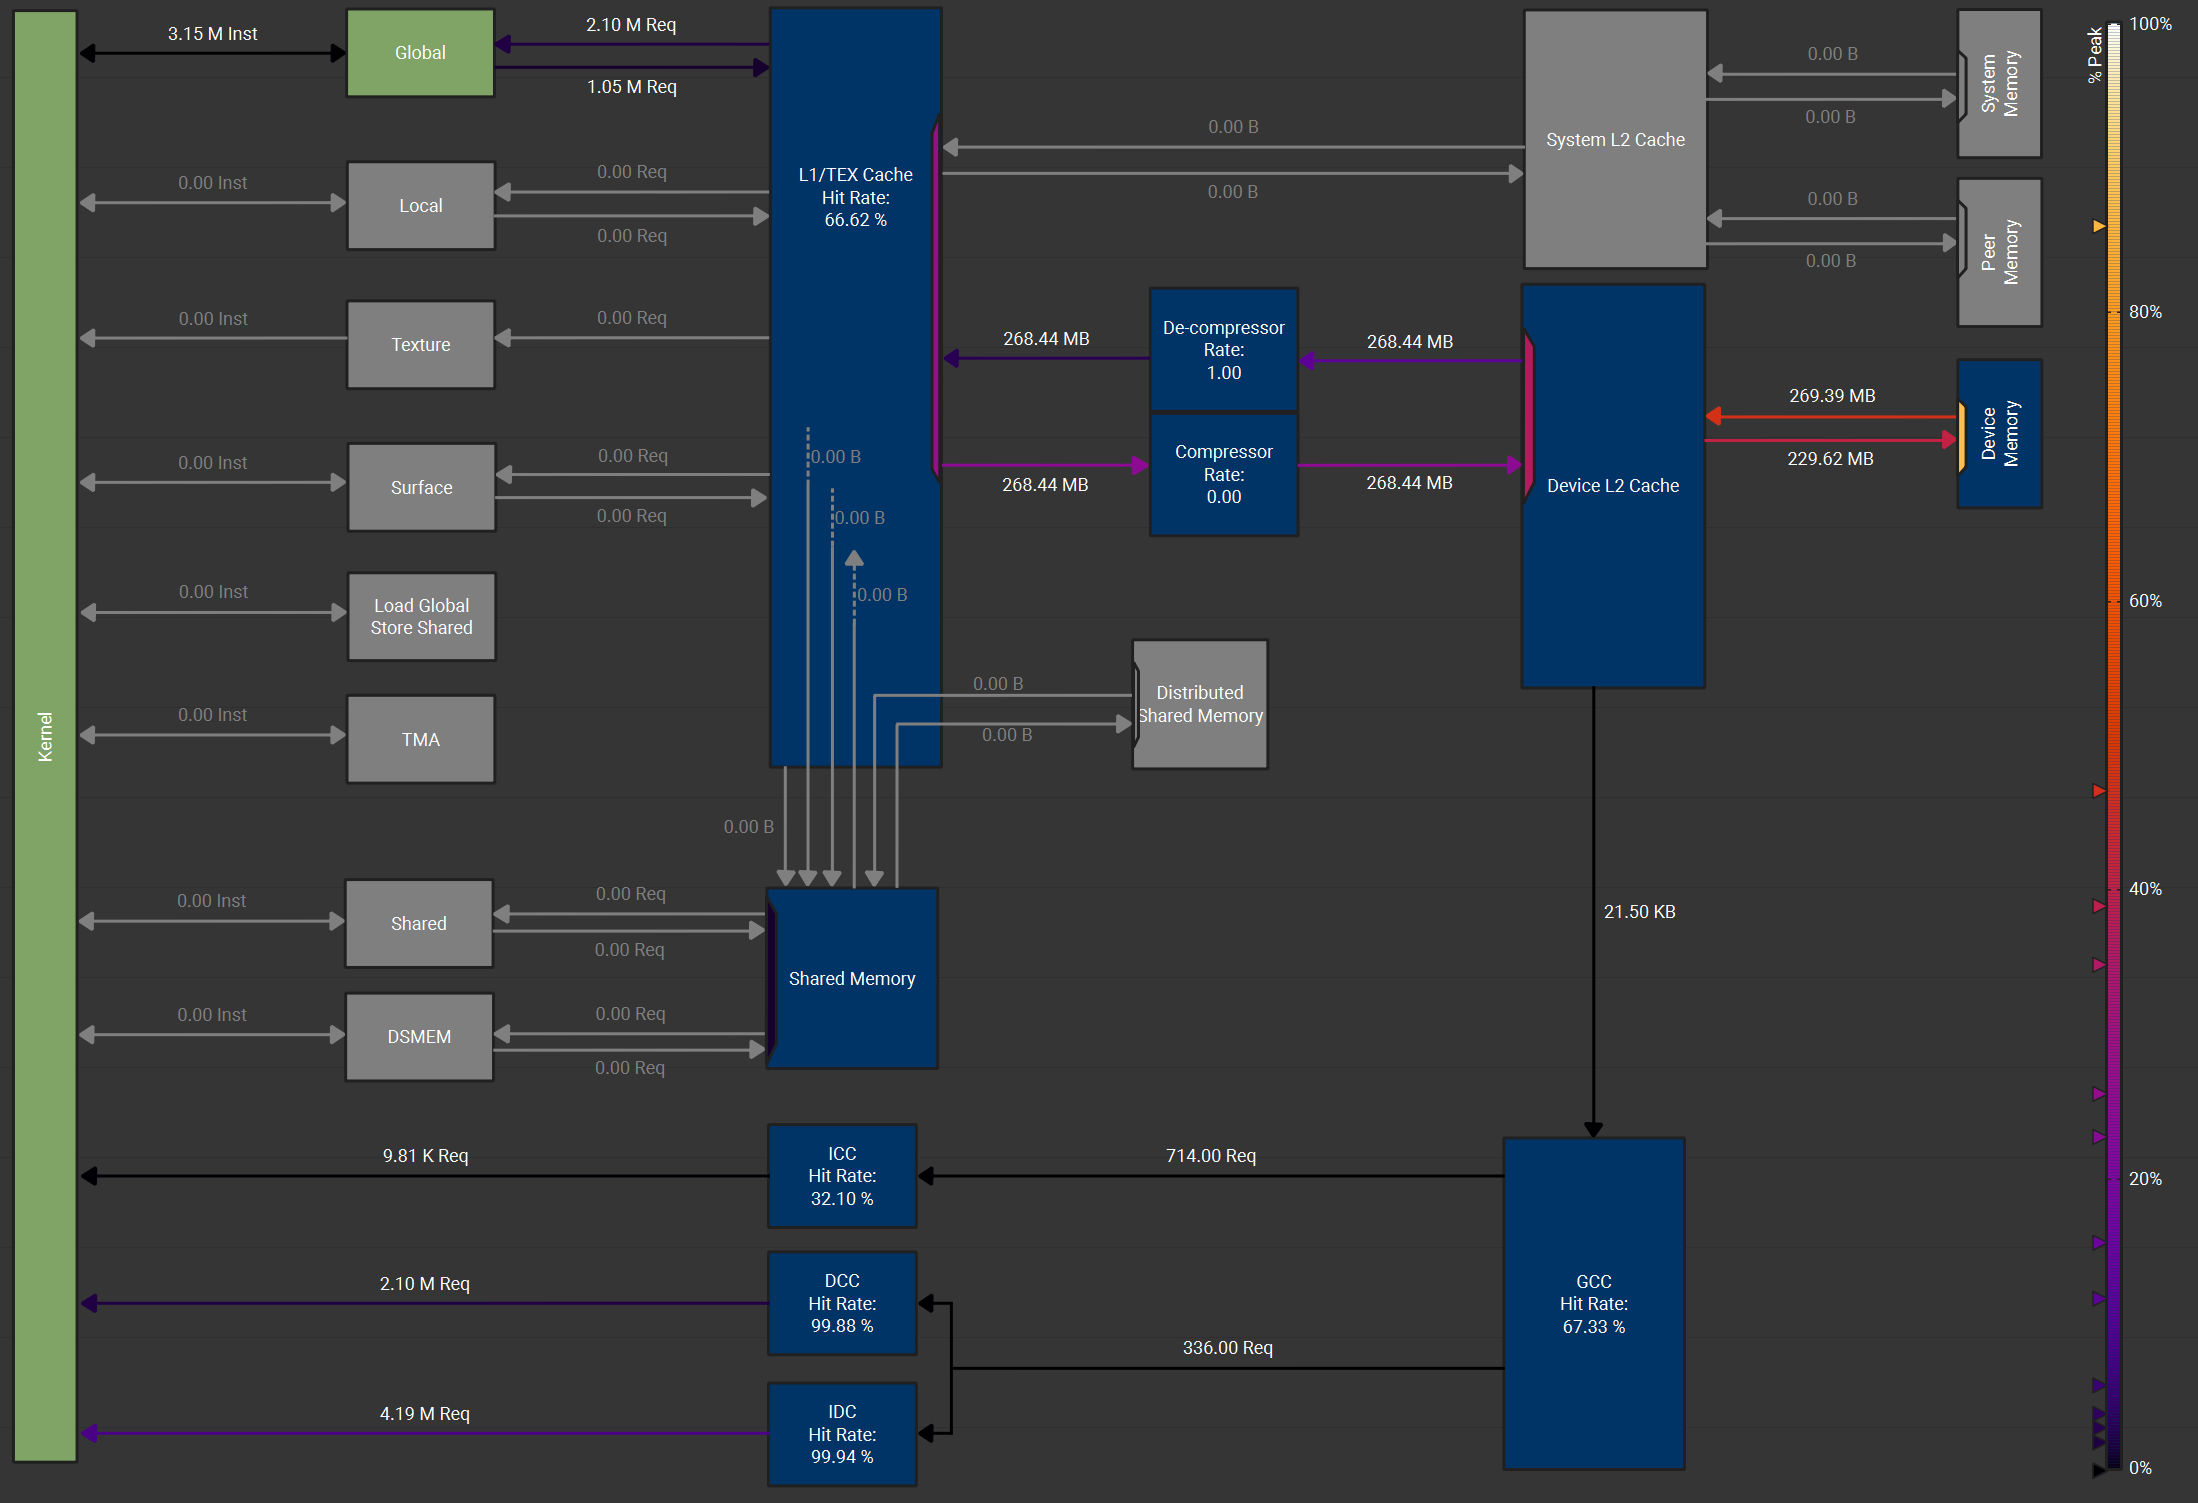 3.15 M Inst
Global
2.10 M Req
1.05 M Req
0.00 Inst
Local
0.00 Req
0.00 Req
0.00 Inst
Texture
0.00 Req
0.00 Inst
Surface
0.00 Req
0.00 Req
0.00 Inst
Load Global
Store Shared
0.00 Inst
TMA
0.00 Inst
Shared
0.00 Req
0.00 Req
0.00 Inst
DSMEM
0.00 Req
0.00 Req
Kernel
L1/TEX Cache
Hit Rate:
66.62 %
0.00 B
0.00 B
0.00 B
0.00 B
Shared Memory
0.00 B
0.00 B
Distributed
Shared Memory
0.00 B
0.00 B
System L2 Cache
0.00 B
0.00 B
System
Memory
0.00 B
0.00 B
Peer
Memory
268.44 MB
De-compressor
Rate:
1.00
268.44 MB
268.44 MB
Compressor
Rate:
0.00
268.44 MB
Device L2 Cache
269.39 MB
229.62 MB
Device
Memory
21.50 KB
9.81 K Req
ICC
Hit Rate:
32.10 %
714.00 Req
2.10 M Req
DCC
Hit Rate:
99.88 %
336.00 Req
4.19 M Req
IDC
Hit Rate:
99.94 %
GCC
Hit Rate:
67.33 %
% Peak
100%
80%
60%
40%
20%
0%